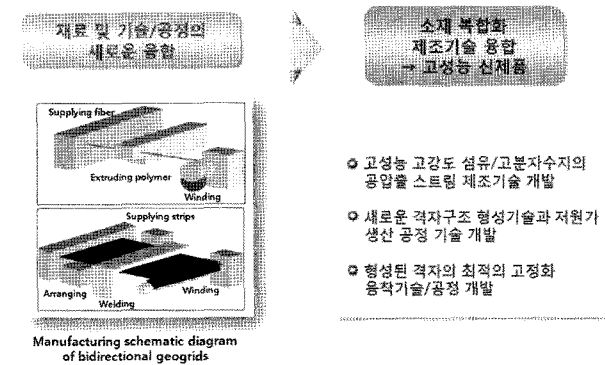 재료 및 기술/공정의
새로운 융합
소재 복합화
제조기술 융합
→ 고성능 신제품
Supplying fiber
Extruding polymer
Winding
Supplying strips
Arranging
Welding
Winding
Manufacturing schematic diagram
of bidirectional geogrids
고성능 고강도 섬유/고분자수지의
공압출 스트립 제조기술 개발
새로운 격자구조 형성기술과 저원가
생산 공정 기술 개발
형성된 격자의 최적의 고정화
융착기술/공정 개발